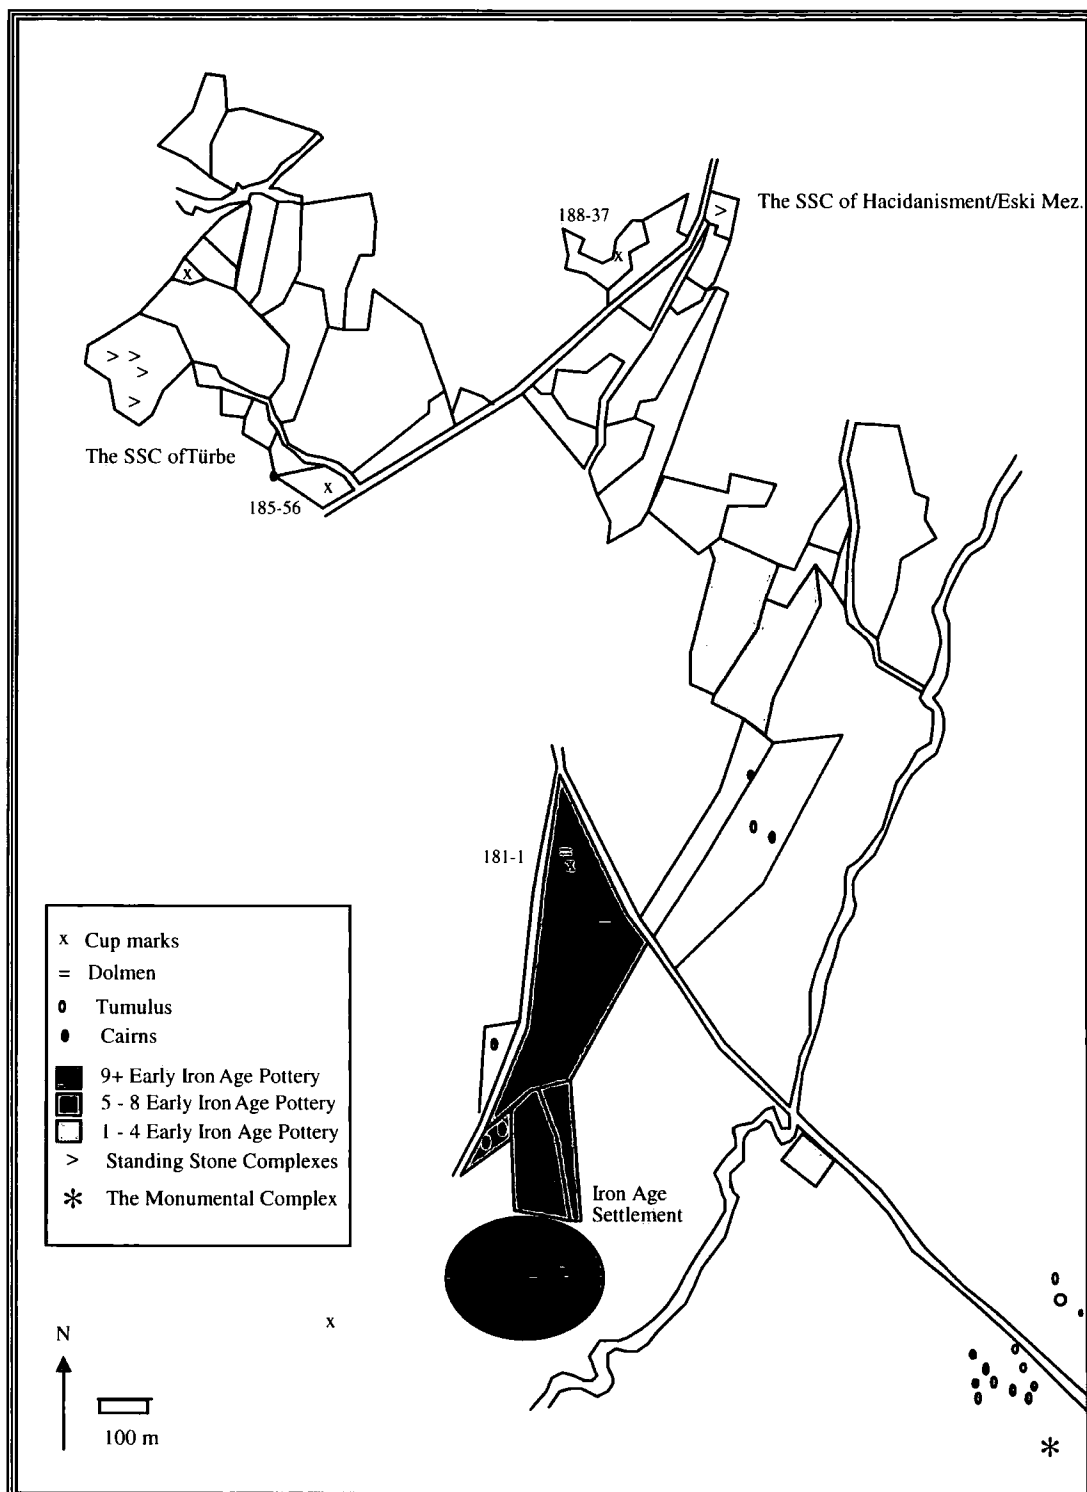 188-37
The SSC of Hacidanisment/Eski Mez.
The SSC ofTürbe
185-56
181-1
x Cup marks
= Dolmen
Tumulus
Cairns
9+ Early Iron Age Pottery
5 - 8 Early Iron Age Pottery
1 - 4 Early Iron Age Pottery
> Standing Stone Complexes
* The Monumental Complex
Iron Age
Settlement
N
100 m